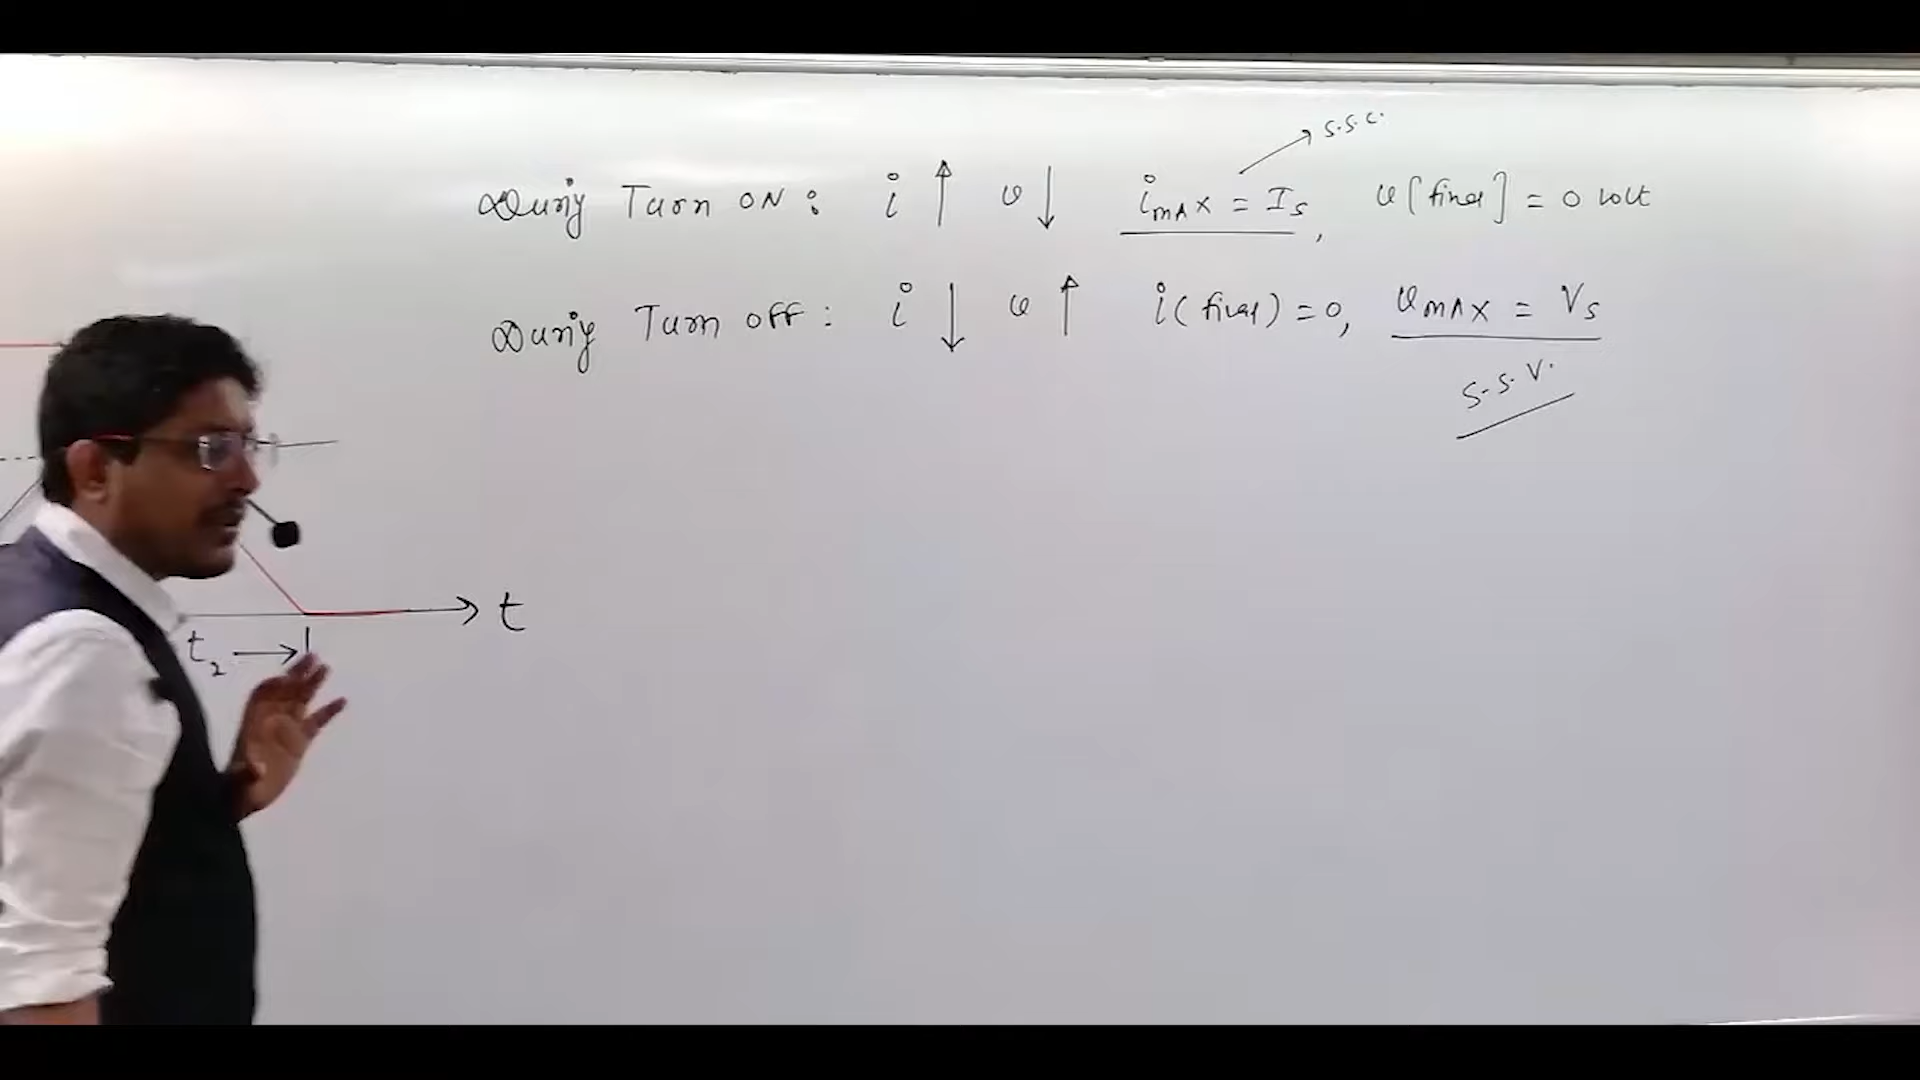 S.S.C.
During Turn ON : i ↑ v ↓ iMAX = Is, v[final] = 0 volt
During Turn off : i ↓ v ↑ i(final) = 0, vMAX = Vs
S.S.V.
t
t₂ →